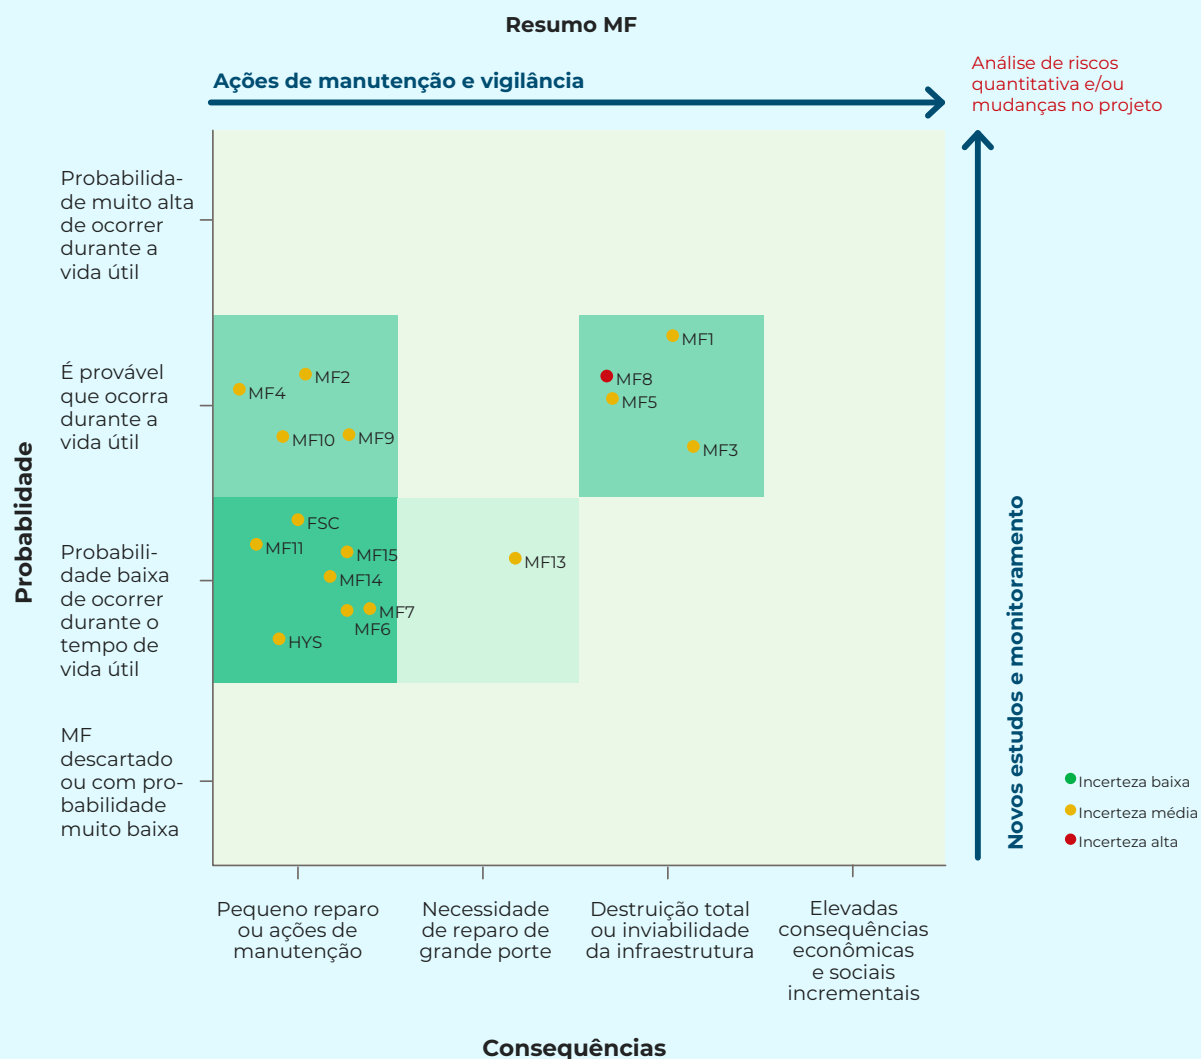 Resumo MF
Ações de manutenção e vigilância
Análise de riscos
quantitativa e/ou
mudanças no projeto
Probabilida-
de muito alta
de ocorrer
durante a
vida útil
É provável
que ocorra
durante a
vida útil
Probabili-
dade baixa
de ocorrer
durante o
tempo de
vida útil
MF
descartado
ou com pro-
babilidade
muito baixa
Probablidade
MF1
MF2
MF8
MF4
MF5
MF10
MF9
MF3
FSC
MF11
MF15
MF13
MF14
MF7
MF6
HYS
Novos estudos e monitoramento
Incerteza baixa
Incerteza média
Incerteza alta
Pequeno reparo
ou ações de
manutenção
Necessidade
de reparo de
grande porte
Destruição total
ou inviabilidade
da infraestrutura
Elevadas
consequências
econômicas
e sociais
incrementais
Consequências